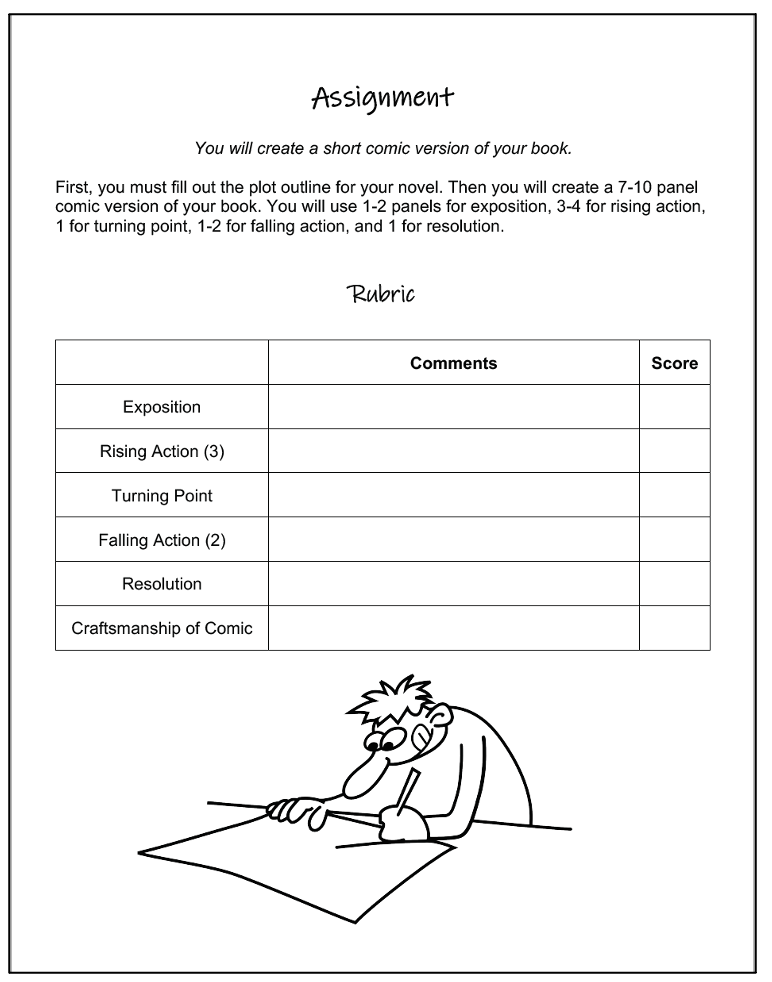 Assignment
You will create a short comic version of your book.
First, you must fill out the plot outline for your novel. Then you will create a 7-10 panel
comic version of your book. You will use 1-2 panels for exposition, 3-4 for rising action,
1 for turning point, 1-2 for falling action, and 1 for resolution.
Rubric
Comments Score
Exposition
Rising Action (3)
Turning Point
Falling Action (2)
Resolution
Craftsmanship of Comic